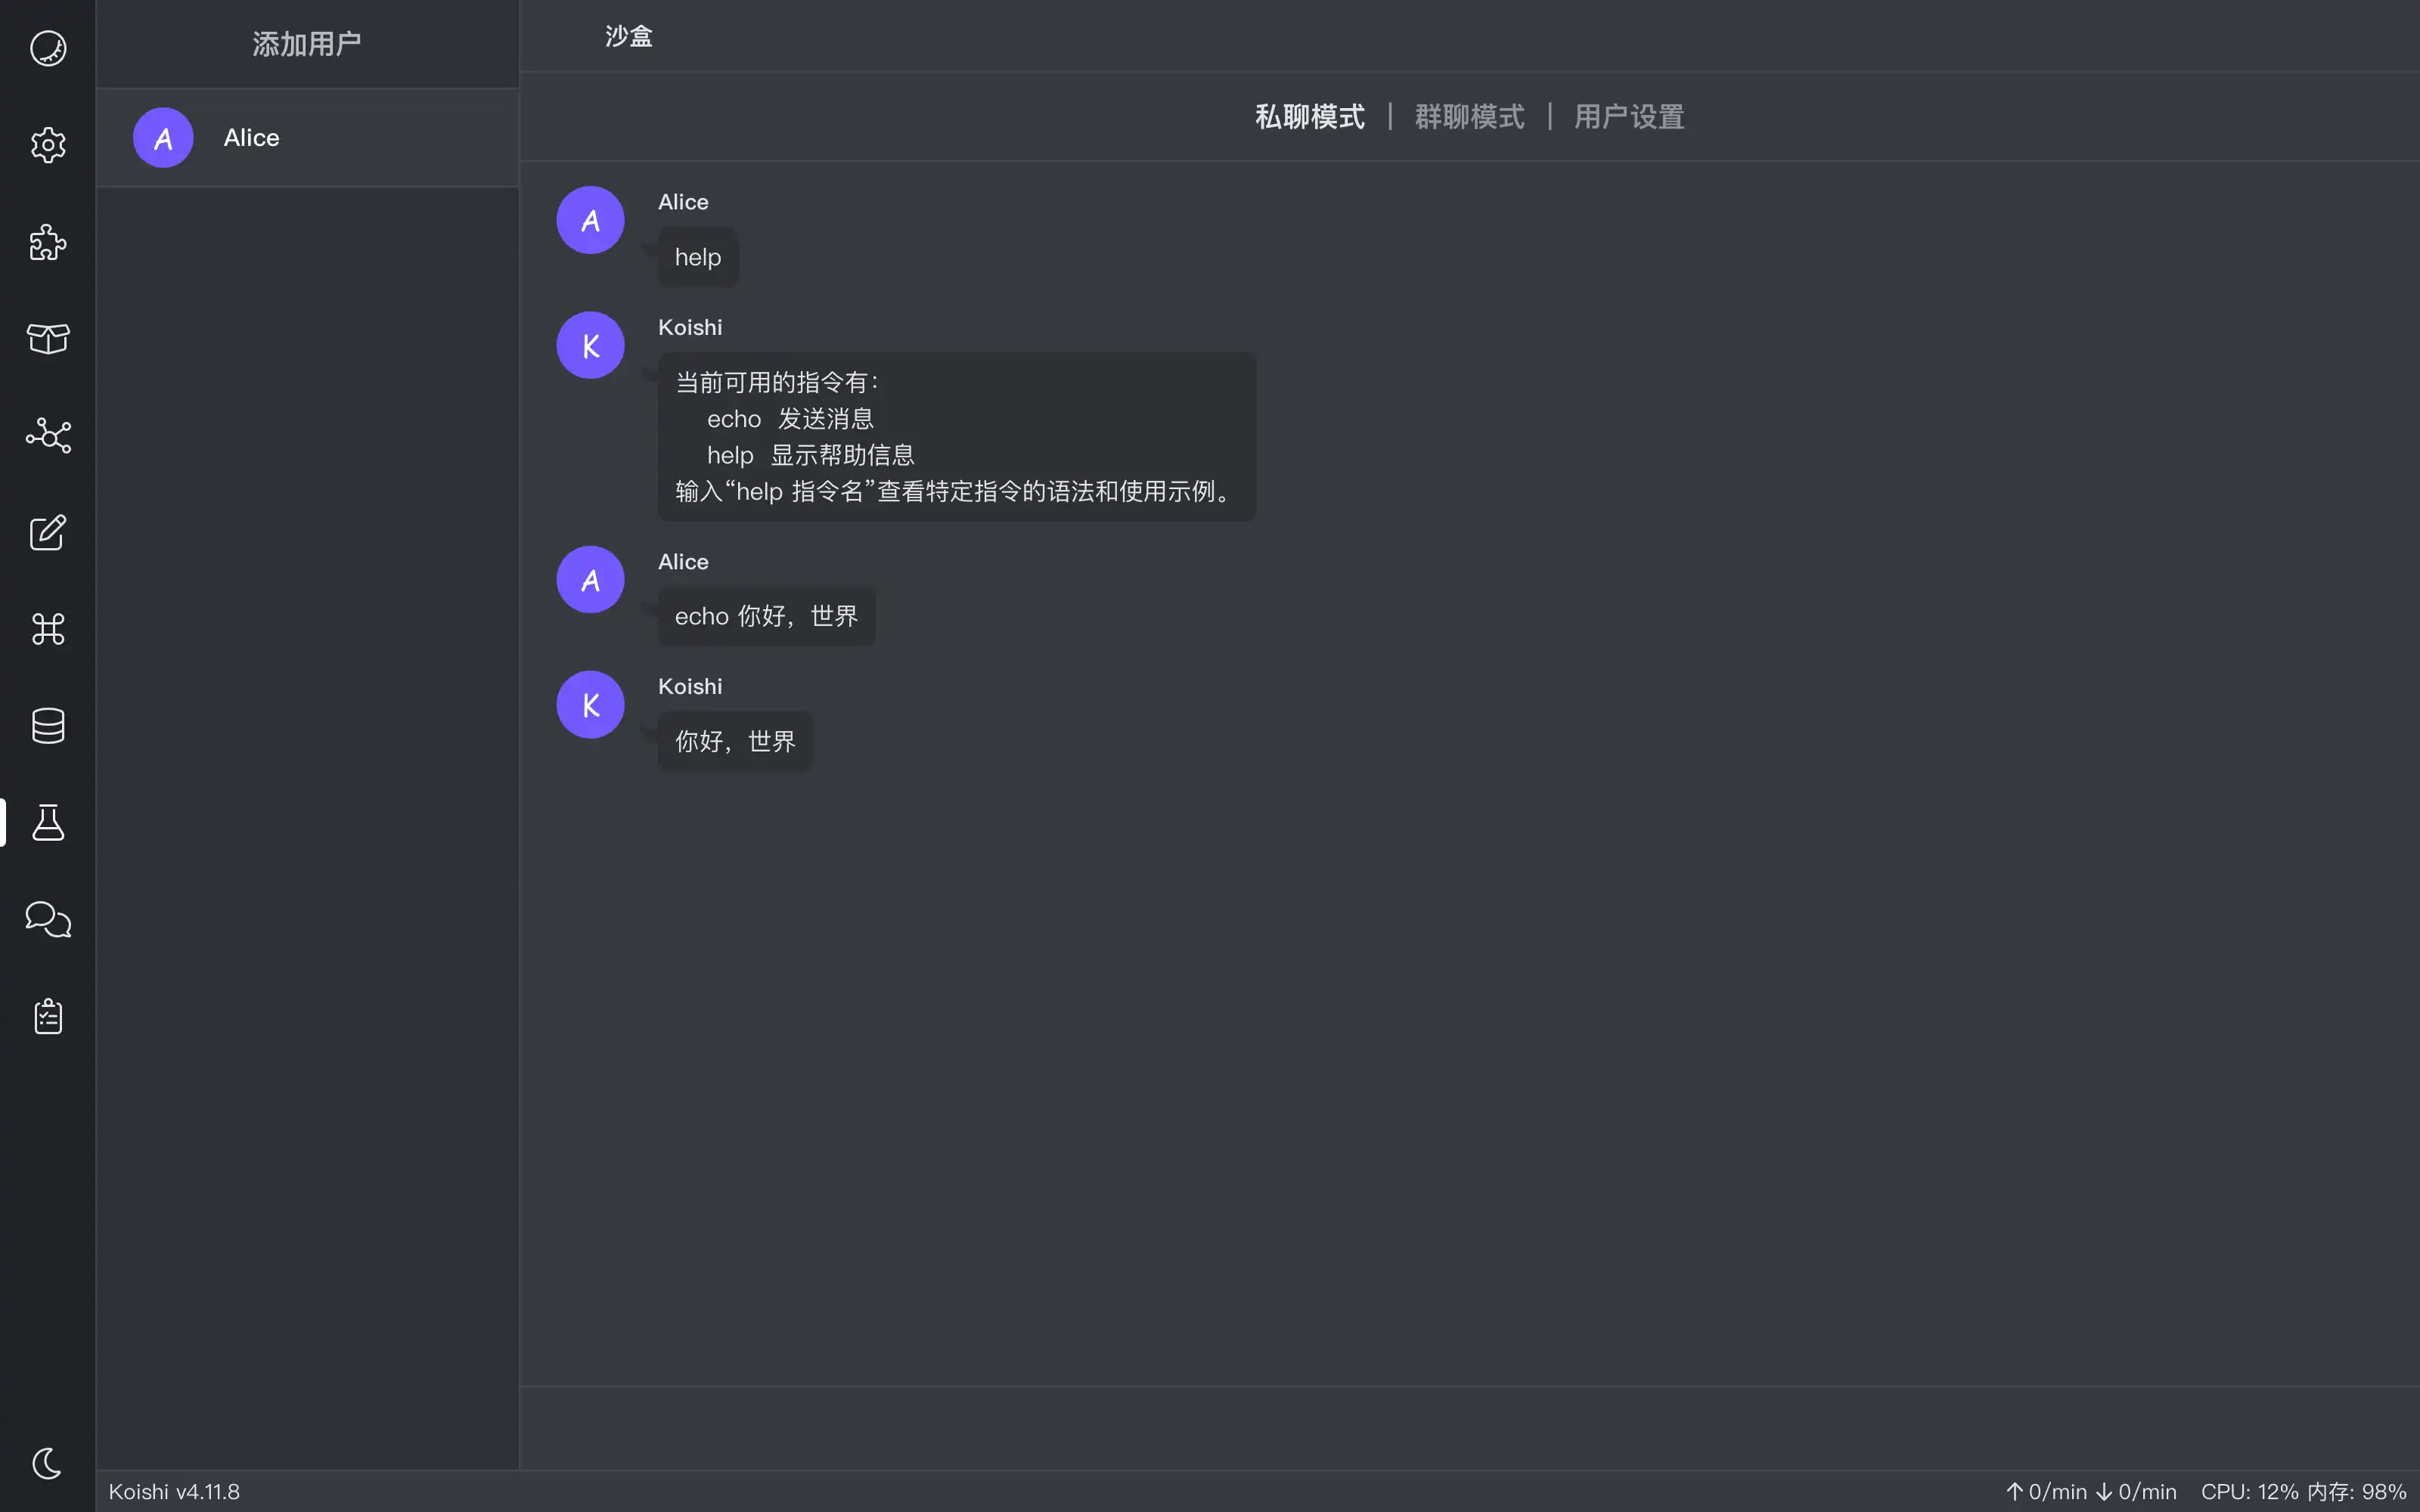 添加用户
A Alice
沙盒
私聊模式 | 群聊模式 | 用户设置
A
Alice
help
K
Koishi
当前可用的指令有：
echo 发送消息
help 显示帮助信息
输入“help 指令名”查看特定指令的语法和使用示例。
A
Alice
echo 你好，世界
K
Koishi
你好，世界
Koishi v4.11.8
↑ 0/min ↓ 0/min CPU: 12% 内存: 98%